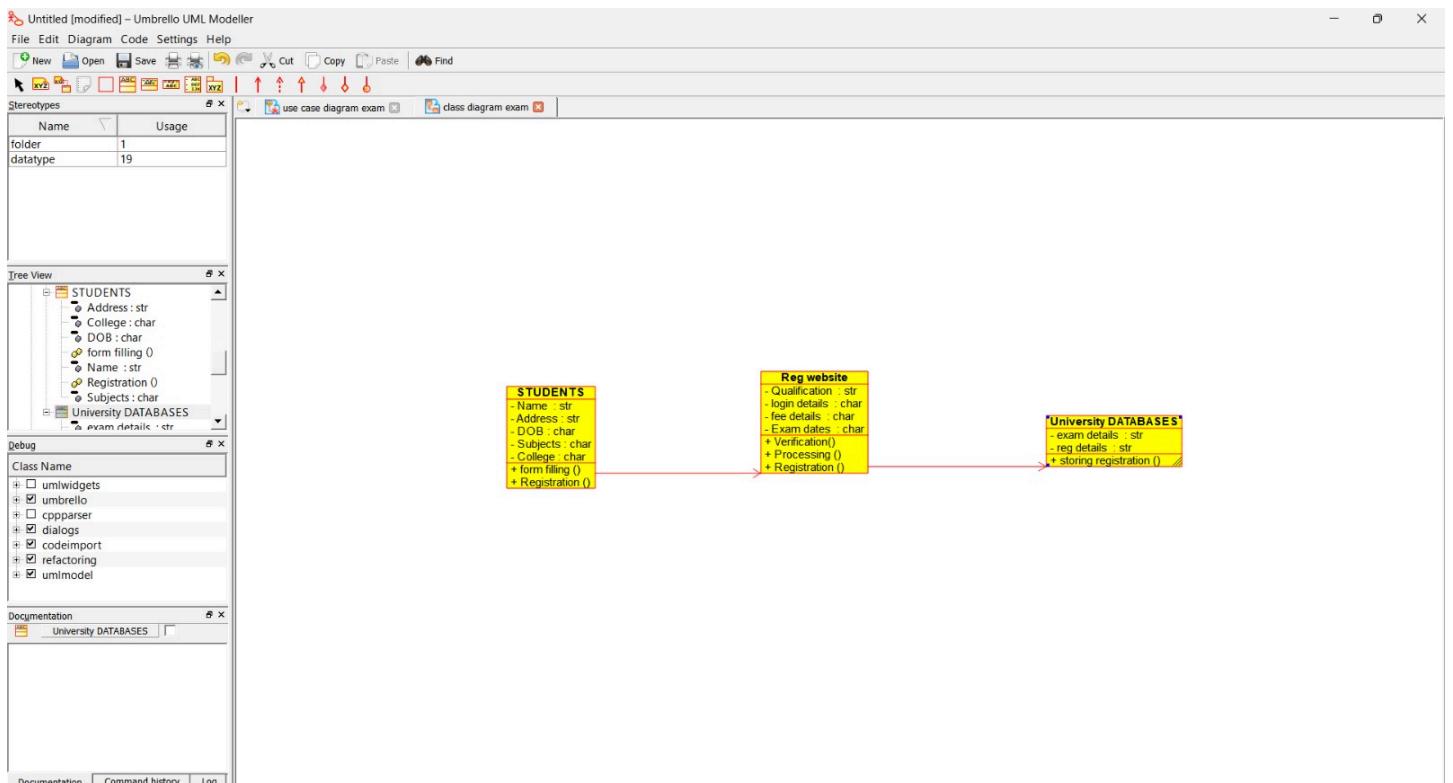 Untitled [modified] – Umbrello UML Modeller
File Edit Diagram Code Settings Help
New Open Save Cut Copy Paste Find
Stereotypes
Name Usage
folder 1
datatype 19
use case diagram exam
class diagram exam
Tree View
STUDENTS
Address : str
College : char
DOB : char
form filling ()
Name : str
Registration ()
Subjects : char
University DATABASES
exam details : str
Debug
Class Name
umlwidgets
umbrello
cppparser
dialogs
codeimport
refactoring
umlmodel
Documentation
University DATABASES
Documentation Command history Log
STUDENTS
- Name : str
- Address : str
- DOB : char
- Subjects : char
- College : char
+ form filling ()
+ Registration ()
Reg website
- Qualification : str
- login details : char
- fee details : char
- Exam dates : char
+ Verification()
+ Processing ()
+ Registration ()
University DATABASES
- exam details : str
- reg details : str
+ storing registration ()